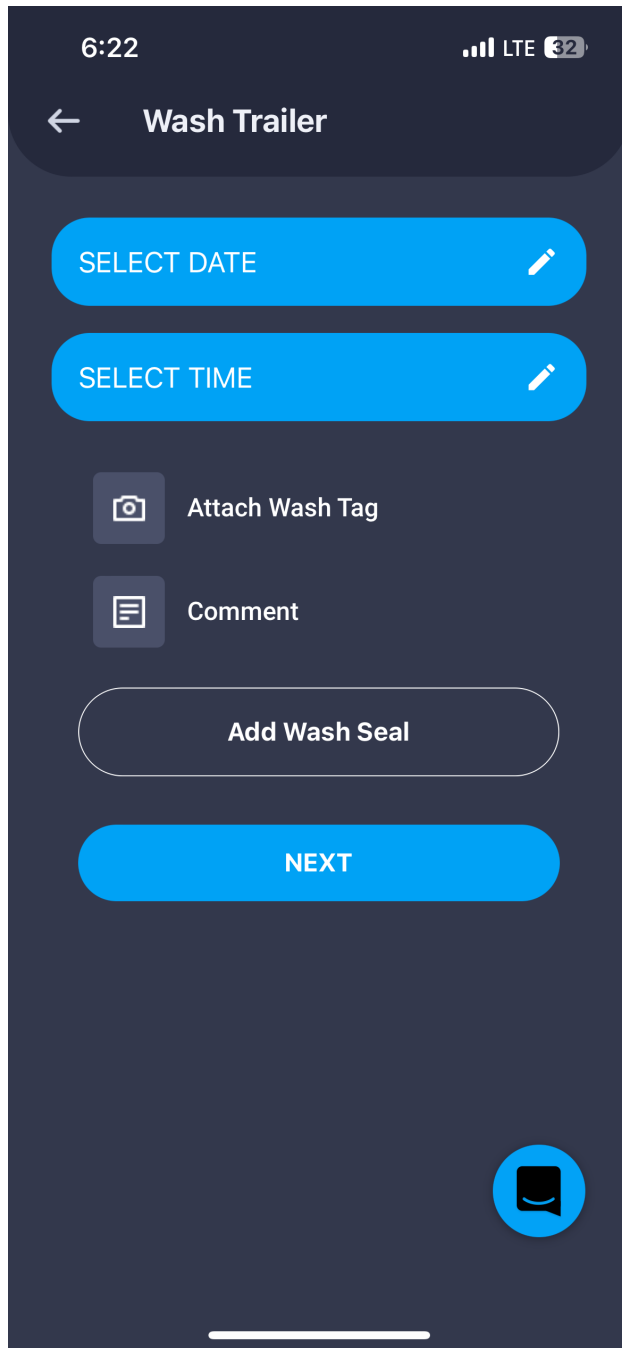 6:22
LTE 32
Wash Trailer
SELECT DATE
SELECT TIME
Attach Wash Tag
Comment
Add Wash Seal
NEXT